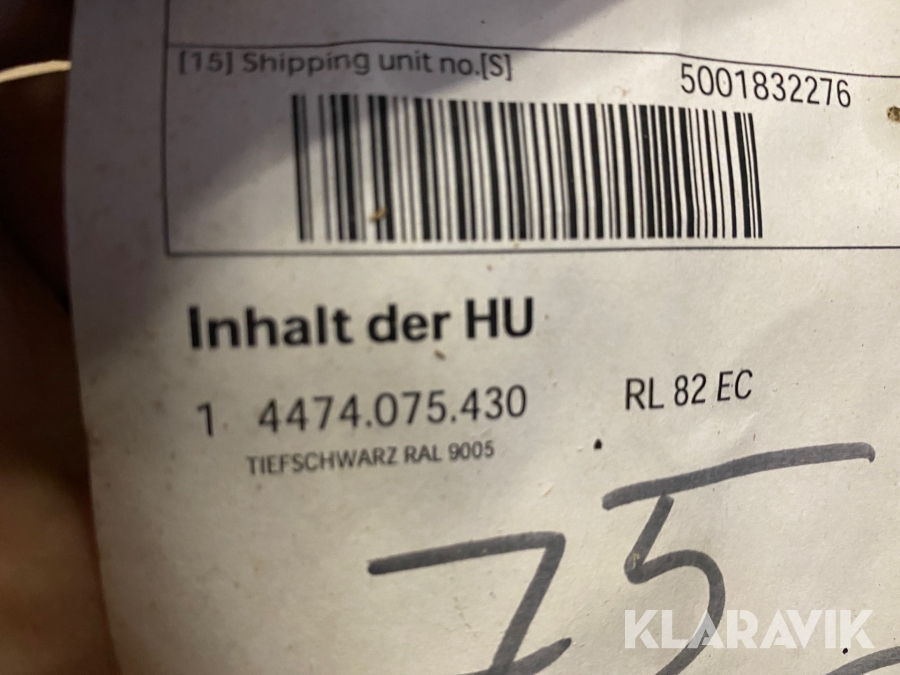 [15] Shipping unit no.[S]
5001832276
Inhalt der HU
1 4474.075.430 RL 82 EC
TIEFSCHWARZ RAL 9005
75
KLARAVIK